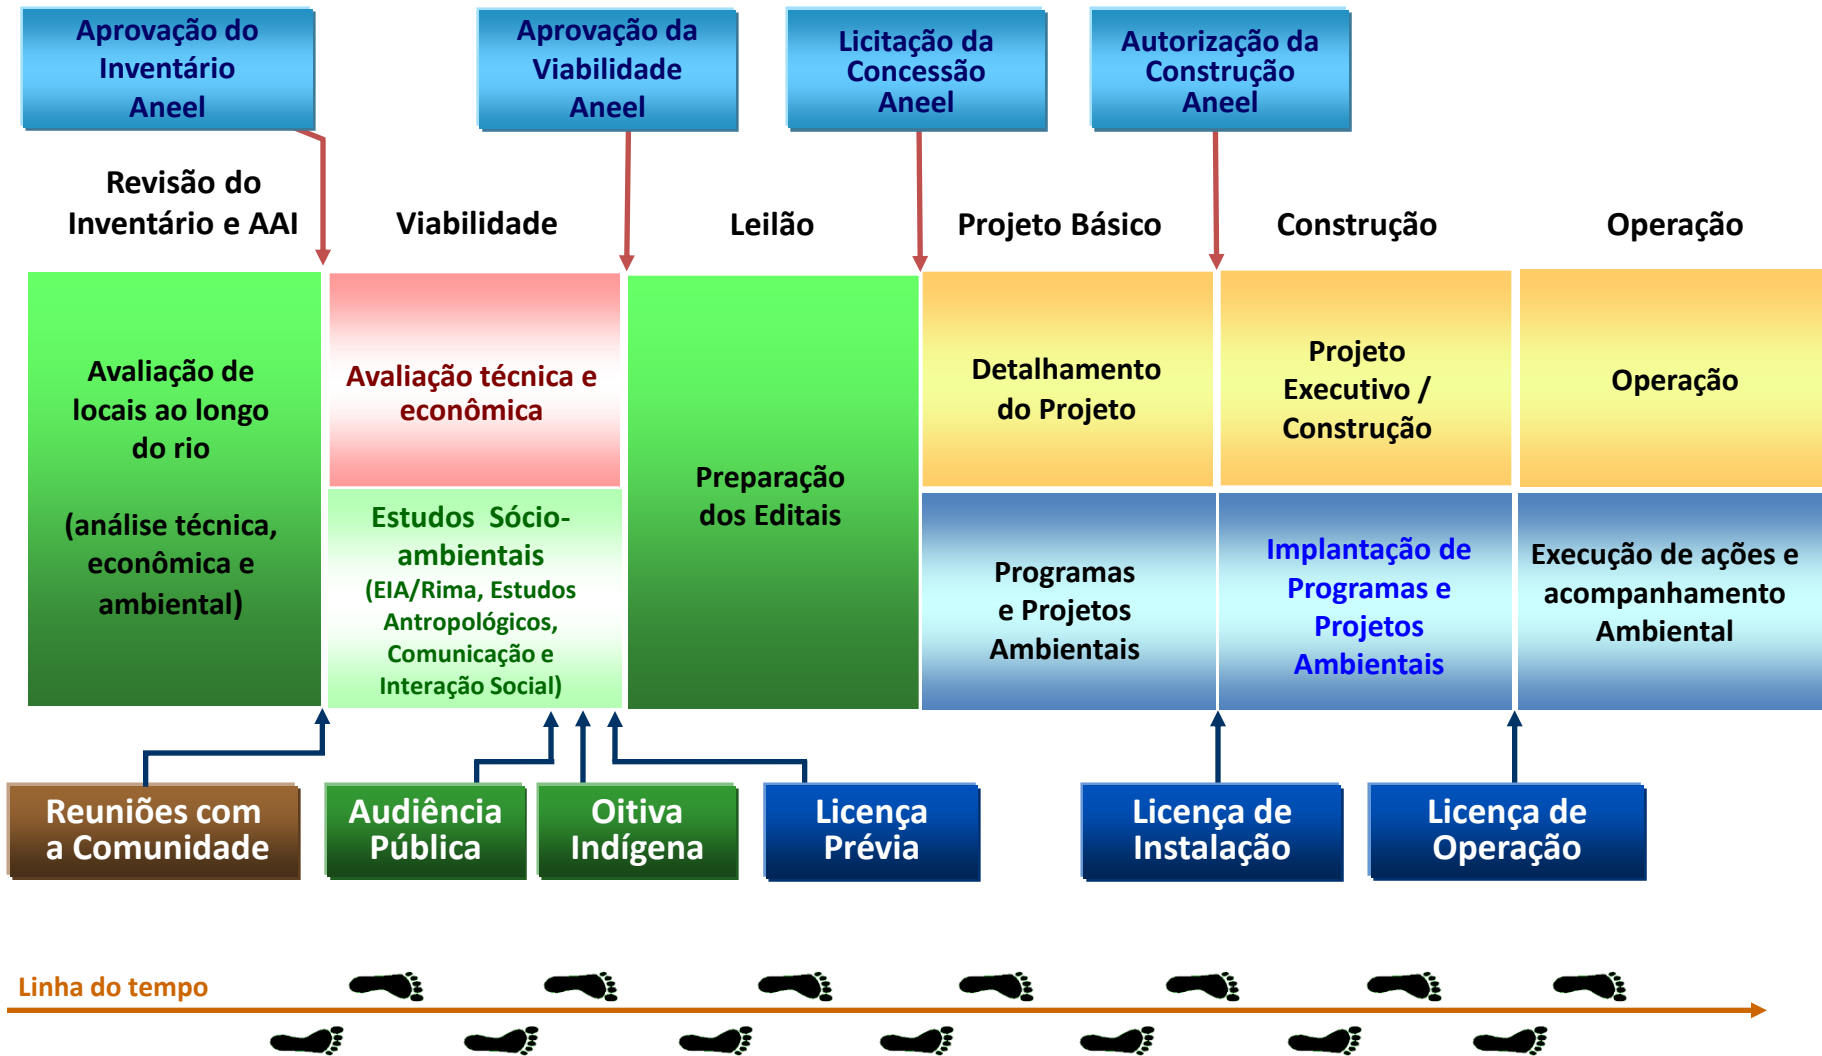 Aprovação do
Inventário
Aneel
Aprovação da
Viabilidade
Aneel
Licitação da
Concessão
Aneel
Autorização da
Construção
Aneel
Revisão do
Inventário e AAI
Viabilidade
Leilão
Projeto Básico
Construção
Operação
Avaliação de
locais ao longo
do rio
(análise técnica,
econômica e
ambiental)
Avaliação técnica e
econômica
Estudos Sócio-
ambientais
(EIA/Rima, Estudos
Antropológicos,
Comunicação e
Interação Social)
Preparação
dos Editais
Detalhamento
do Projeto
Programas
e Projetos
Ambientais
Projeto
Executivo /
Construção
Implantação de
Programas e
Projetos
Ambientais
Operação
Execução de ações e
acompanhamento
Ambiental
Reuniões com
a Comunidade
Audiência
Pública
Oitiva
Indígena
Licença
Prévia
Licença de
Instalação
Licença de
Operação
Linha do tempo